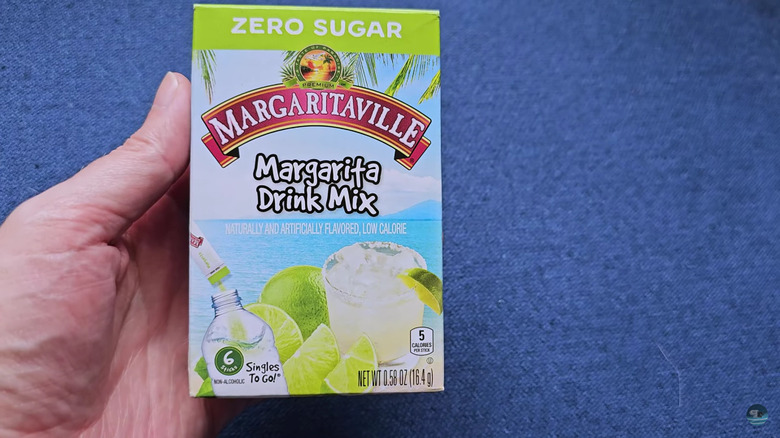 ZERO SUGAR
PREMIUM
MARGARITAVILLE
Margarita
Drink Mix
NATURALLY AND ARTIFICIALLY FLAVORED, LOW CALORIE
5
CALORIES
PER STICK
6
STICKS
Singles
To Go!®
NON-ALCOHOLIC
NET WT 0.58 OZ (16.4 g)